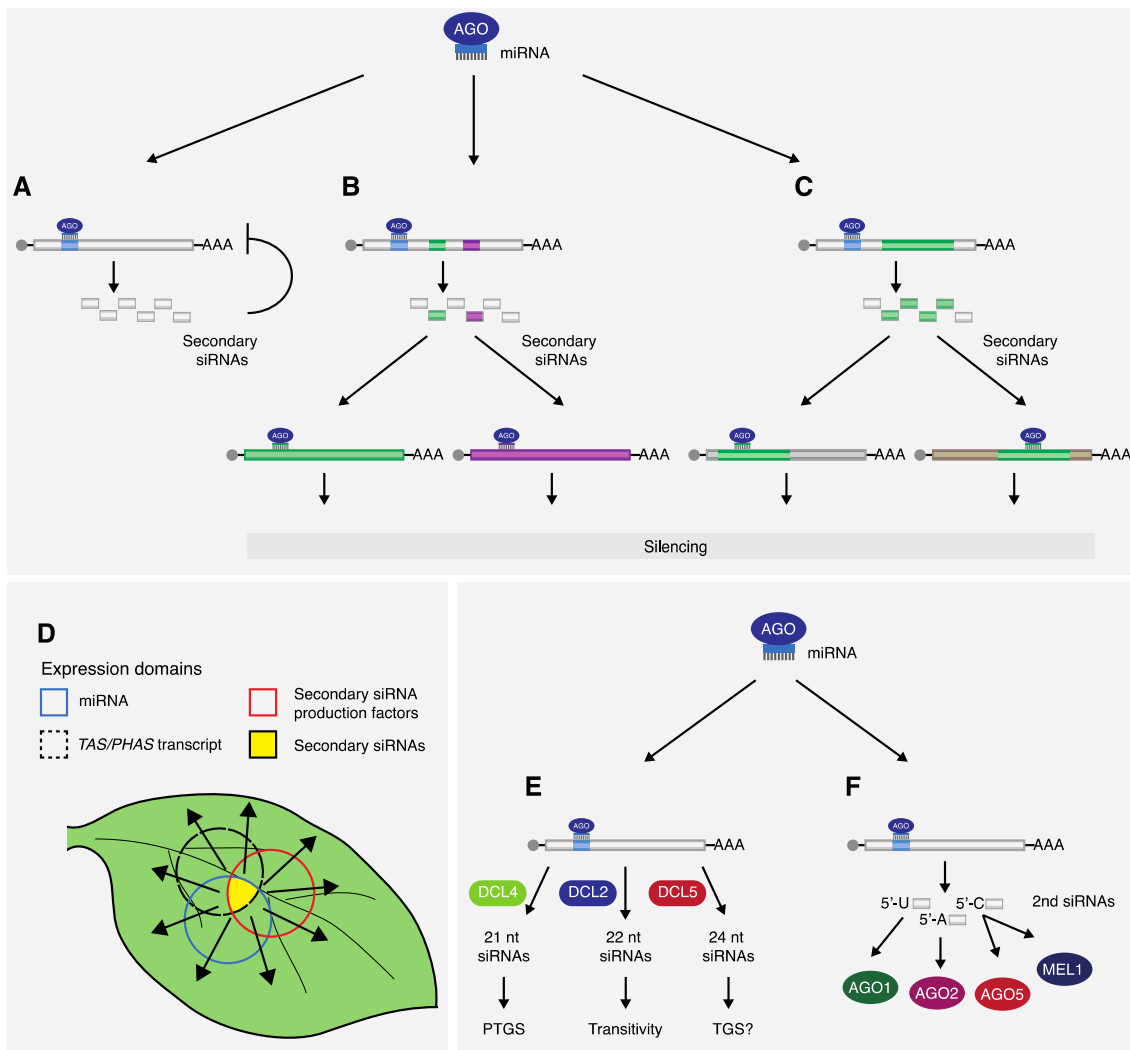 AGO
miRNA
A
B
C
AGO
AAA
AGO
AAA
AGO
AAA
Secondary
siRNAs
Secondary
siRNAs
Secondary
siRNAs
AGO
AAA
AGO
AAA
AGO
AAA
AGO
AAA
Silencing
D
Expression domains
miRNA
Secondary siRNA
production factors
TAS/PHAS transcript
Secondary siRNAs
AGO
miRNA
E
F
AGO
AAA
AGO
AAA
DCL4
DCL2
DCL5
21 nt
siRNAs
22 nt
siRNAs
24 nt
siRNAs
PTGS
Transitivity
TGS?
5'-U
5'-A
5'-C
2nd siRNAs
AGO1
AGO2
AGO5
MEL1